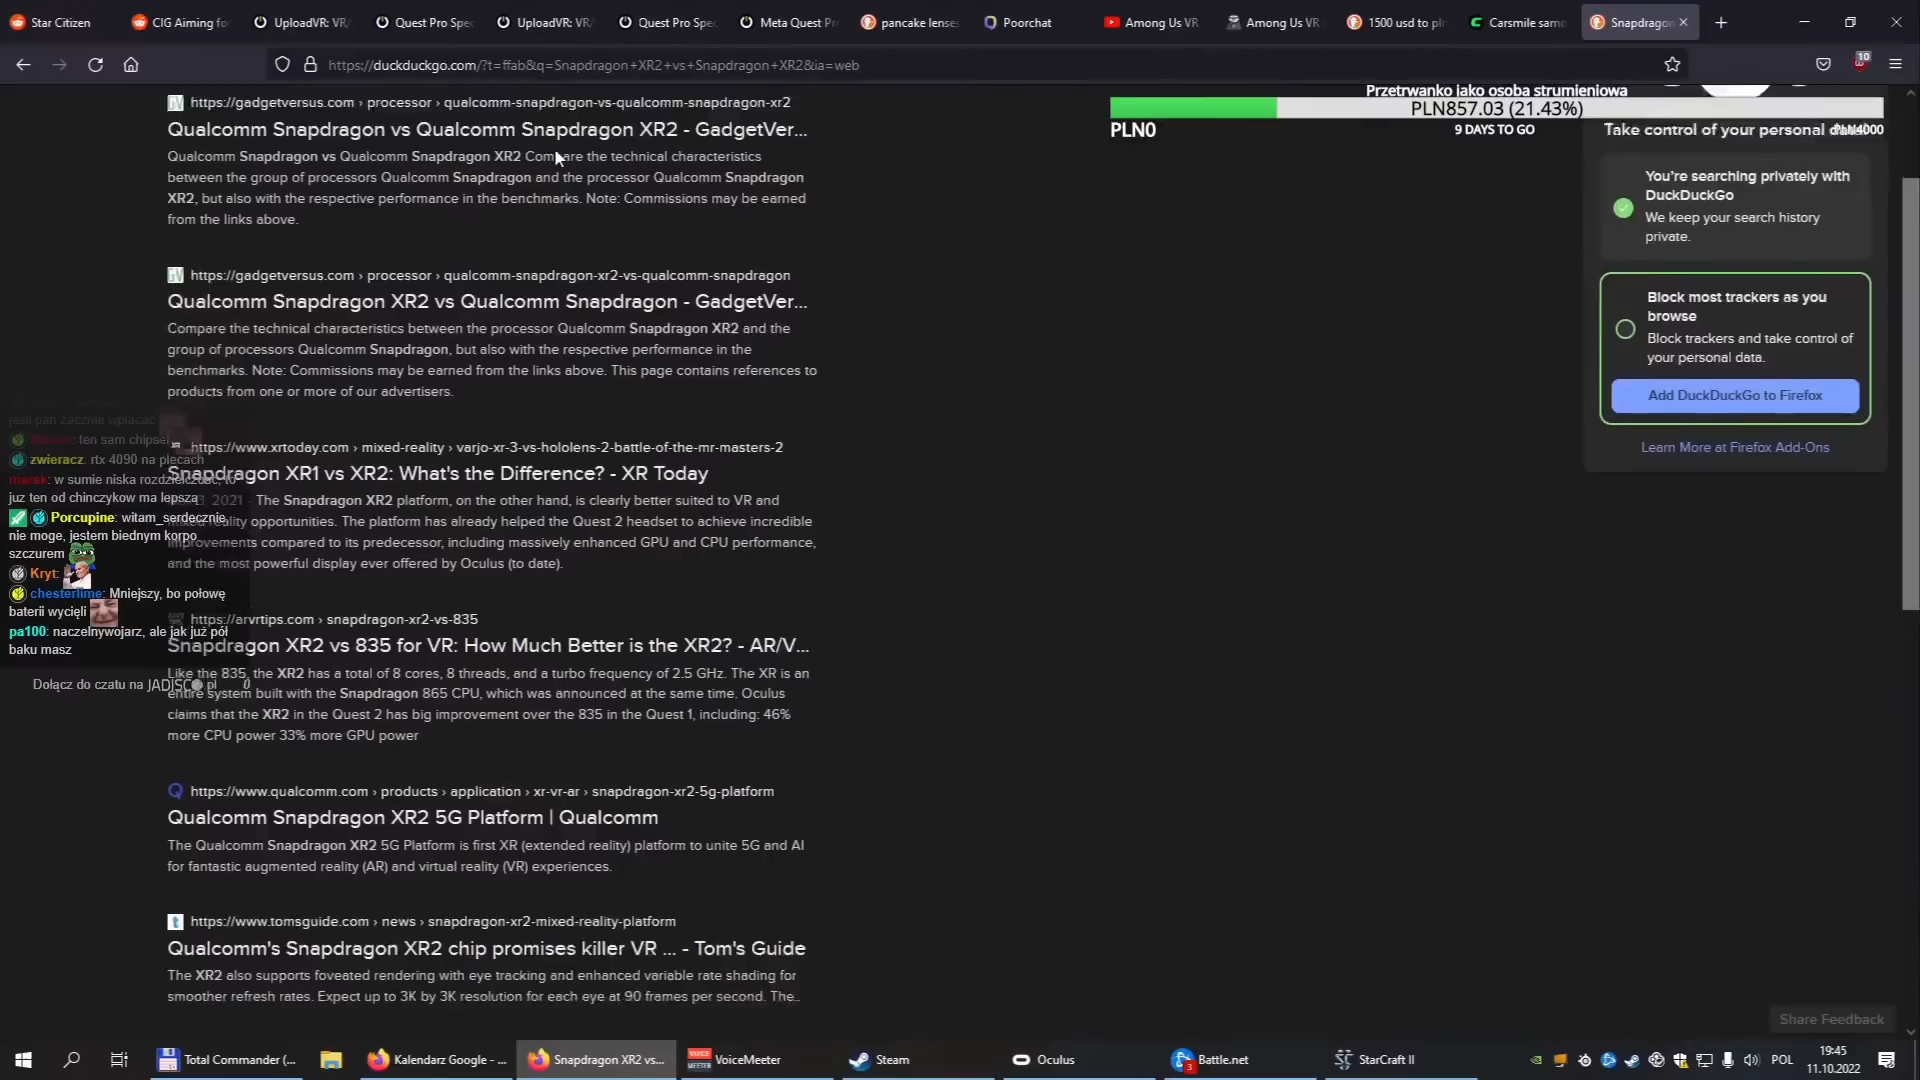 Star Citizen
CIG Aiming fo
UploadVR: VR/
Quest Pro Spe
UploadVR: VR/
Quest Pro Spec
Meta Quest Pr
pancake lenses
Poorchat
Among Us VR
Among Us VR
1500 usd to pln
Carsmile samo
Snapdragon
https://duckduckgo.com/?t=ffab&q=Snapdragon+XR2+vs+Snapdragon+XR2&ia=web
10
https://gadgetversus.com › processor › qualcomm-snapdragon-vs-qualcomm-snapdragon-xr2
Qualcomm Snapdragon vs Qualcomm Snapdragon XR2 - GadgetVer...
Qualcomm Snapdragon vs Qualcomm Snapdragon XR2 Compare the technical characteristics
between the group of processors Qualcomm Snapdragon and the processor Qualcomm Snapdragon
XR2, but also with the respective performance in the benchmarks. Note: Commissions may be earned
from the links above.
https://gadgetversus.com › processor › qualcomm-snapdragon-xr2-vs-qualcomm-snapdragon
Qualcomm Snapdragon XR2 vs Qualcomm Snapdragon - GadgetVer...
Compare the technical characteristics between the processor Qualcomm Snapdragon XR2 and the
group of processors Qualcomm Snapdragon, but also with the respective performance in the
benchmarks. Note: Commissions may be earned from the links above. This page contains references to
products from one or more of our advertisers.
https://www.xrtoday.com › mixed-reality › varjo-xr-3-vs-hololens-2-battle-of-the-mr-masters-2
Snapdragon XR1 vs XR2: What's the Difference? - XR Today
2021 - The Snapdragon XR2 platform, on the other hand, is clearly better suited to VR and
mixed reality opportunities. The platform has already helped the Quest 2 headset to achieve incredible
improvements compared to its predecessor, including massively enhanced GPU and CPU performance,
and the most powerful display ever offered by Oculus (to date).
https://arvrtips.com › snapdragon-xr2-vs-835
Snapdragon XR2 vs 835 for VR: How Much Better is the XR2? - AR/V...
Like the 835, the XR2 has a total of 8 cores, 8 threads, and a turbo frequency of 2.5 GHz. The XR is an
entire system built with the Snapdragon 865 CPU, which was announced at the same time. Oculus
claims that the XR2 in the Quest 2 has big improvement over the 835 in the Quest 1, including: 46%
more CPU power 33% more GPU power
https://www.qualcomm.com › products › application › xr-vr-ar › snapdragon-xr2-5g-platform
Qualcomm Snapdragon XR2 5G Platform | Qualcomm
The Qualcomm Snapdragon XR2 5G Platform is first XR (extended reality) platform to unite 5G and AI
for fantastic augmented reality (AR) and virtual reality (VR) experiences.
https://www.tomsguide.com › news › snapdragon-xr2-mixed-reality-platform
Qualcomm's Snapdragon XR2 chip promises killer VR ... - Tom's Guide
The XR2 also supports foveated rendering with eye tracking and enhanced variable rate shading for
smoother refresh rates. Expect up to 3K by 3K resolution for each eye at 90 frames per second. The..
jeśli pan zacznie wpłacać
ten sam chipset
zwieracz: rtx 4090 na plecach
marek: w sumie niska rozdzielczość, to
juz ten od chinczykow ma lepsza
Porcupine: witam_serdecznie,
nie moge, jestem biednym korpo
szczurem
Kryt:
chesterlime: Mniejszy, bo połowę
baterii wycięli
pa100: naczelnywojarz, ale jak już pół
baku masz
Dołącz do czatu na JADISCO.pl 0
Przetrwanko jako osoba strumieniowa
PLN857.03 (21.43%)
PLN0
9 DAYS TO GO
PLN4000
Take control of your personal data
You're searching privately with
DuckDuckGo
We keep your search history
private.
Block most trackers as you
browse
Block trackers and take control of
your personal data.
Add DuckDuckGo to Firefox
Learn More at Firefox Add-Ons
Share Feedback
Total Commander (...
Kalendarz Google - ...
Snapdragon XR2 vs...
VoiceMeeter
Steam
Oculus
3
Battle.net
StarCraft II
POL
19:45
11.10.2022